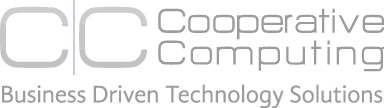 CC Cooperative
Computing
Business Driven Technology Solutions